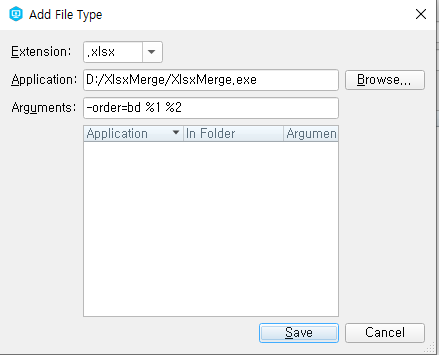 Add File Type
Extension: .xlsx
Application: D:/XlsxMerge/XlsxMerge.exe Browse...
Arguments: -order=bd %1 %2
Application In Folder Argumen
Save Cancel